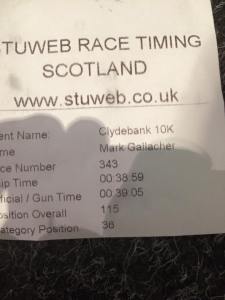 STUWEB RACE TIMING
SCOTLAND
www.stuweb.co.uk
ent Name: Clydebank 10K
me Mark Gallacher
ce Number 343
ip Time 00:38:59
ficial / Gun Time 00:39:05
osition Overall 115
ategory Position 36